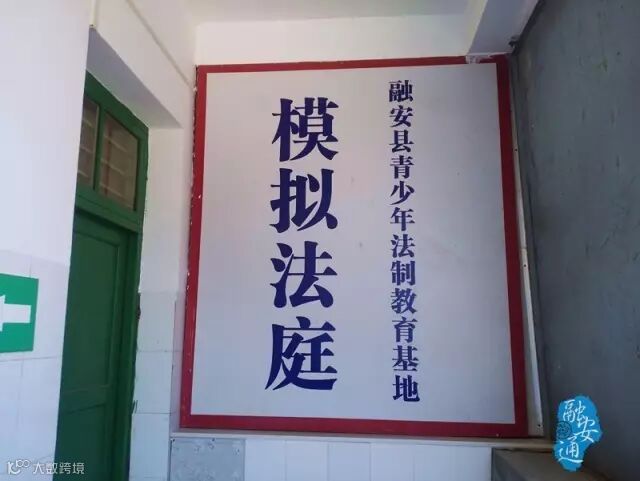 融安县青少年法制教育基地
模拟法庭
融安通
大数跨境